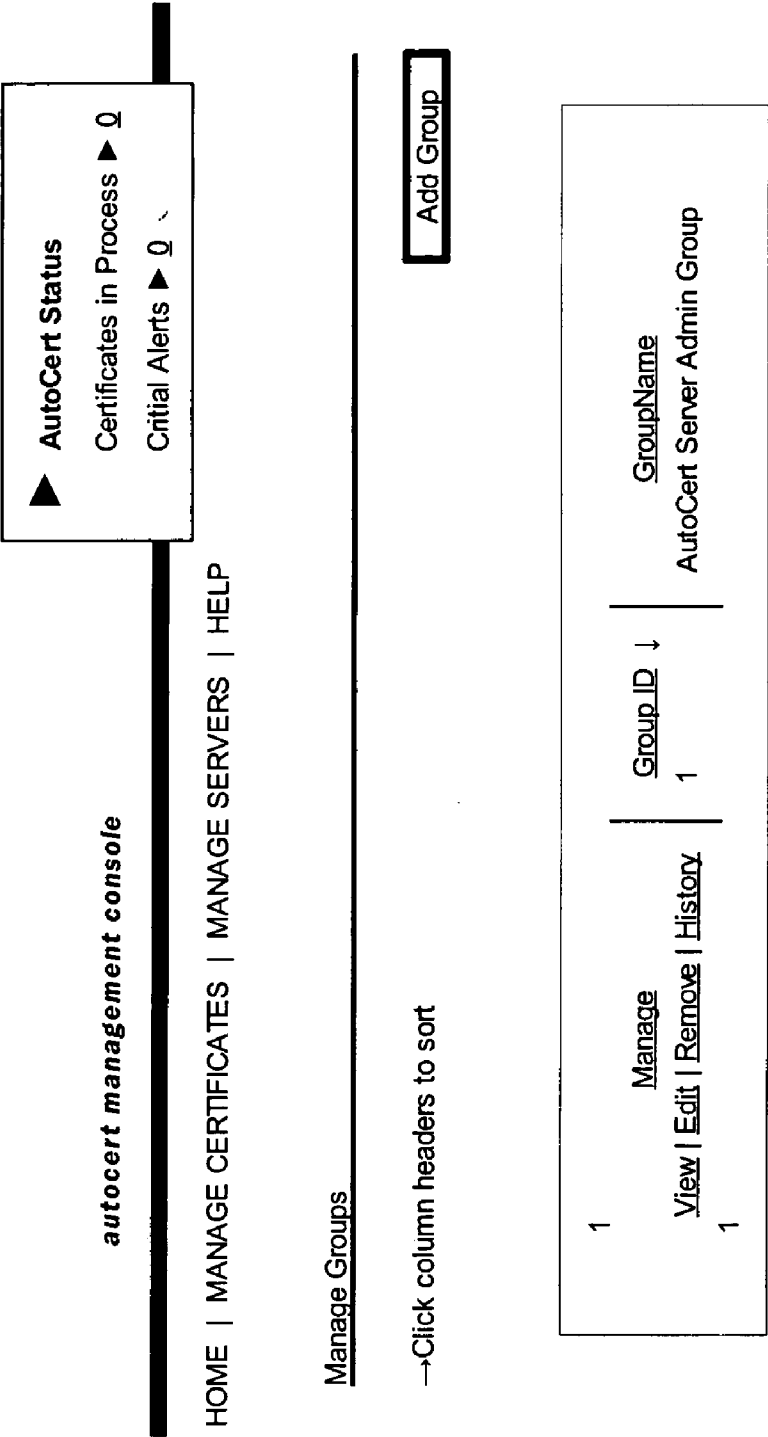 autocert management console
▶ AutoCert Status
Certificates in Process ▶ 0
Critial Alerts ▶ 0
HOME | MANAGE CERTIFICATES | MANAGE SERVERS | HELP
Manage Groups
→Click column headers to sort
Add Group
1
Manage | Group ID ↓ | GroupName
View | Edit | Remove | History 1 AutoCert Server Admin Group
1